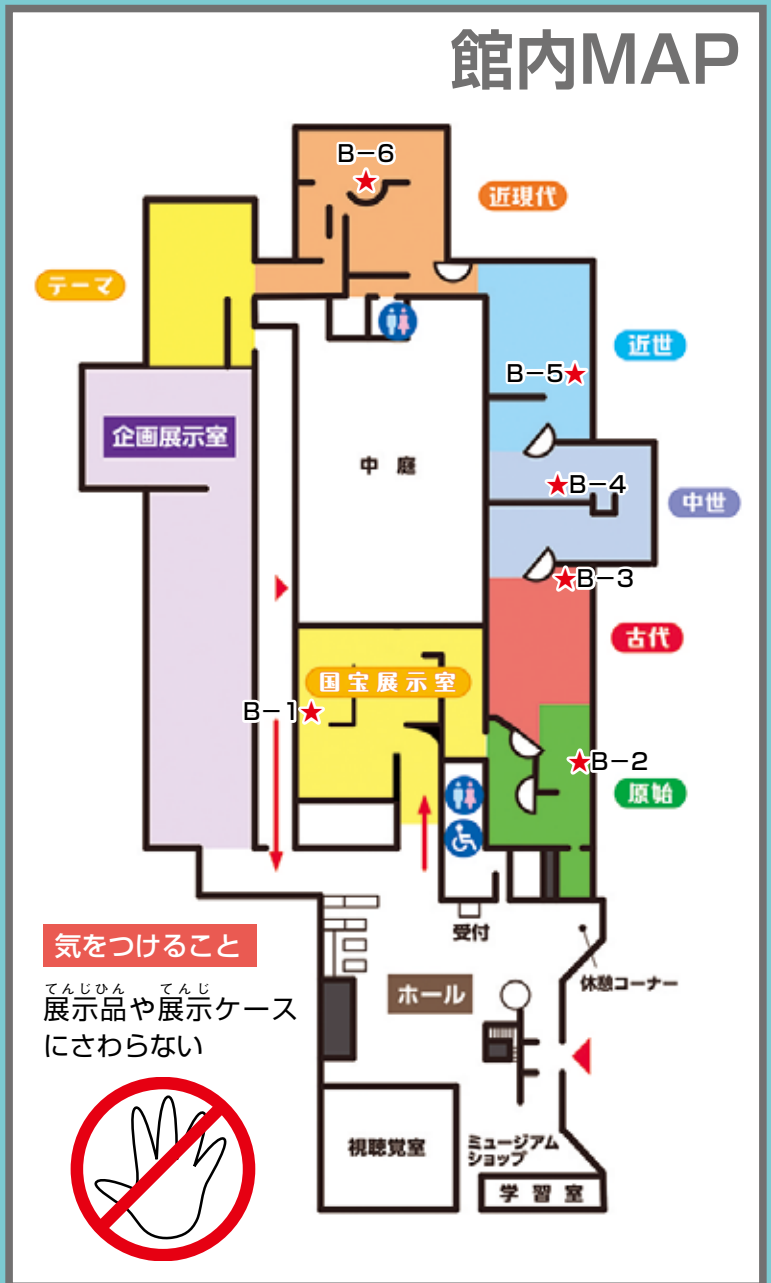 館内MAP
B－6
近現代
テーマ
近世
B－5
企画展示室
中 庭
B－4
中世
B－3
古代
国宝展示室
B－1
B－2
原始
受付
気をつけること
休憩コーナー
ホール
てんじひん てんじ
展示品や展示ケース
にさわらない
視聴覚室
ミュージアム
ショップ
学 習 室